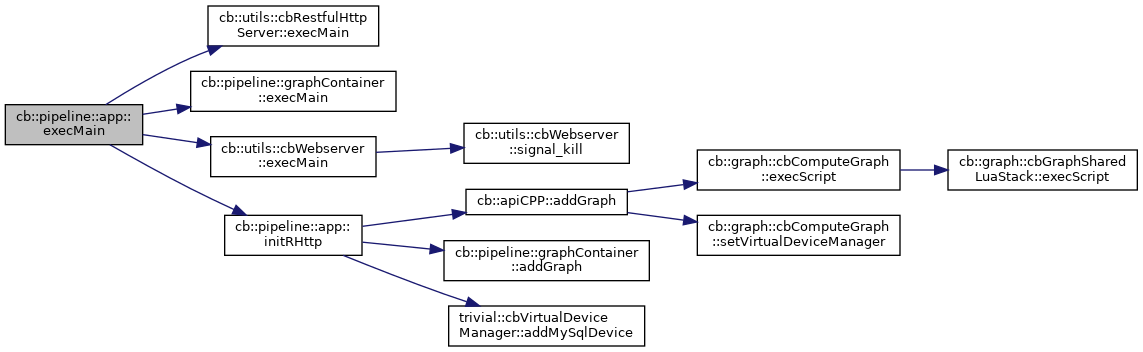 cb::utils::cbRestfulHttp
Server::execMain
cb::pipeline::graphContainer
::execMain
cb::pipeline::app::
execMain
cb::utils::cbWebserver
::execMain
cb::utils::cbWebserver
::signal_kill
cb::graph::cbComputeGraph
::execScript
cb::graph::cbGraphShared
LuaStack::execScript
cb::pipeline::app::
initRHttp
cb::apiCPP::addGraph
cb::graph::cbComputeGraph
::setVirtualDeviceManager
cb::pipeline::graphContainer
::addGraph
trivial::cbVirtualDevice
Manager::addMySqlDevice